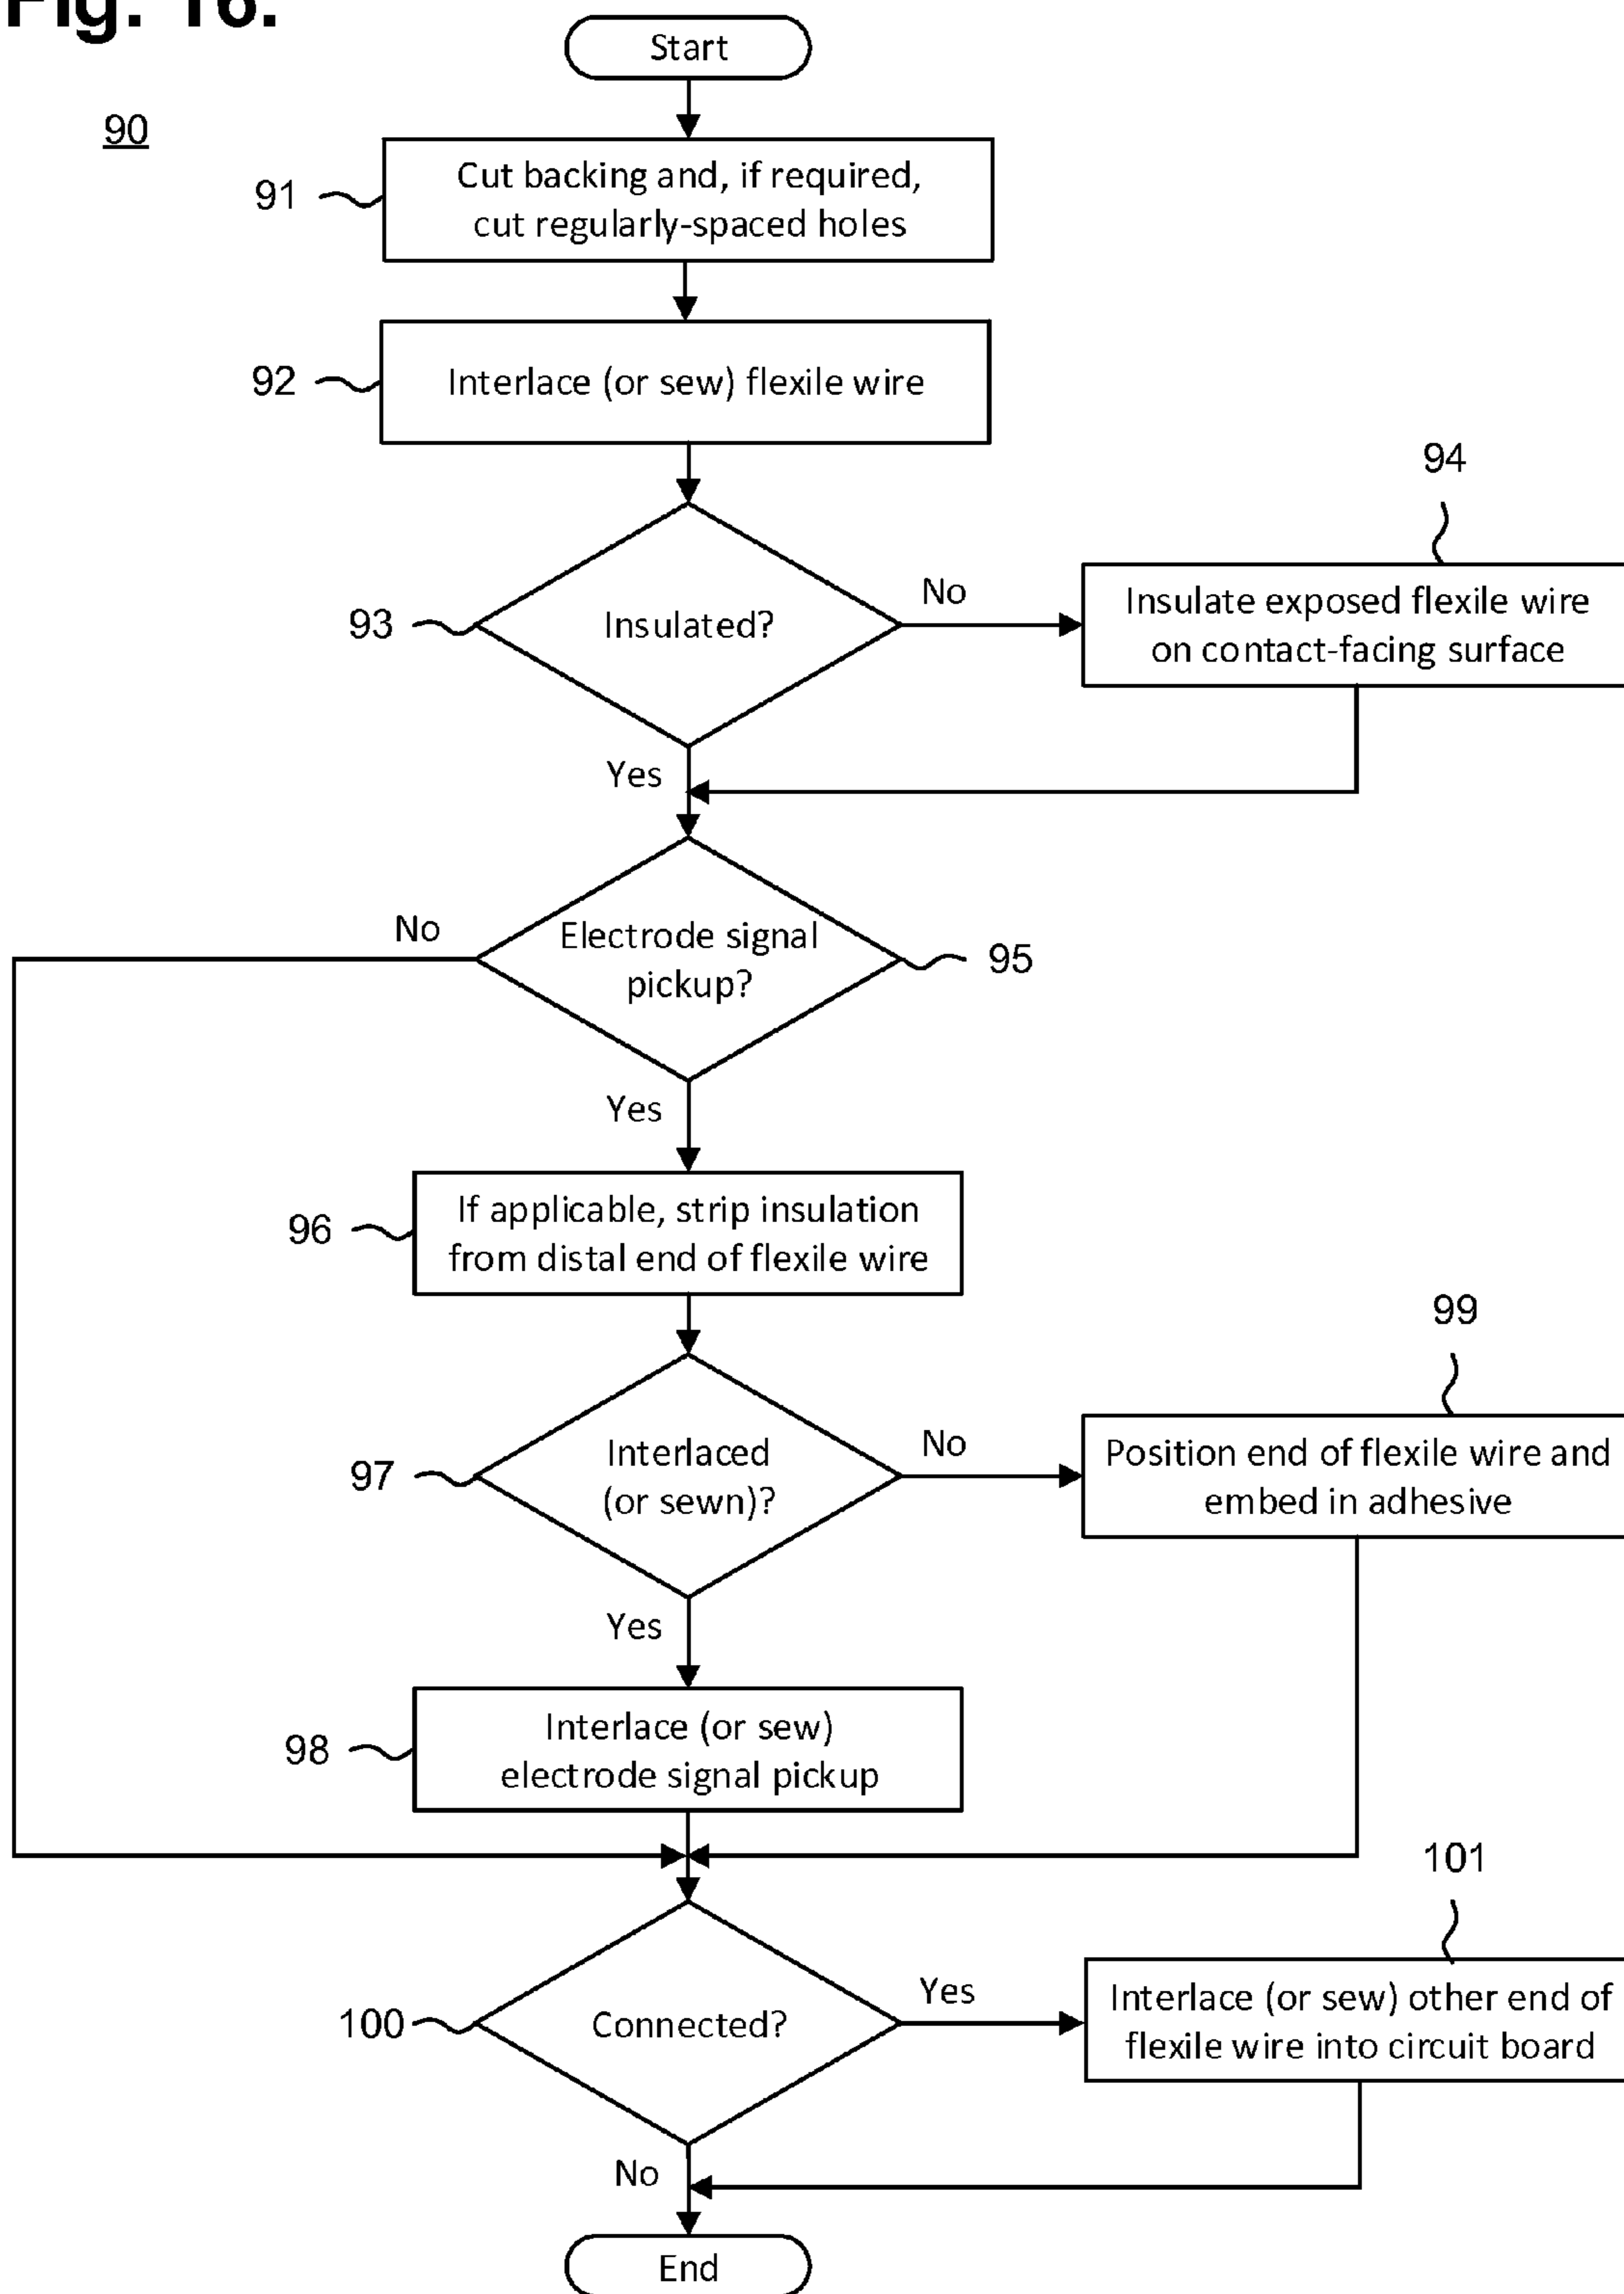 Fig. 16.
Start
90
91
Cut backing and, if required,
cut regularly-spaced holes
92
Interlace (or sew) flexile wire
94
93
Insulated?
No
Insulate exposed flexile wire
on contact-facing surface
Yes
No
Electrode signal
pickup?
95
Yes
96
If applicable, strip insulation
from distal end of flexile wire
99
97
Interlaced
(or sewn)?
No
Position end of flexile wire and
embed in adhesive
Yes
98
Interlace (or sew)
electrode signal pickup
101
100
Connected?
Yes
Interlace (or sew) other end of
flexile wire into circuit board
No
End